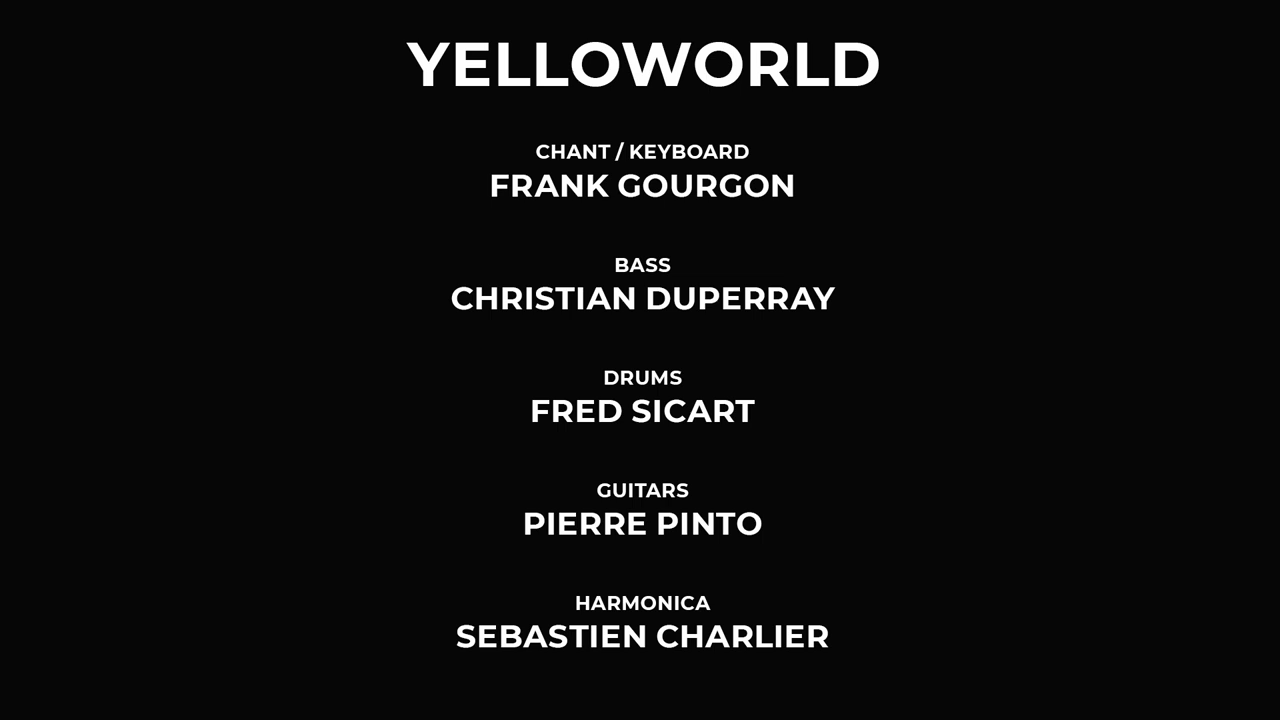 YELLOWORLD
CHANT / KEYBOARD
FRANK GOURGON
BASS
CHRISTIAN DUPERRAY
DRUMS
FRED SICART
GUITARS
PIERRE PINTO
HARMONICA
SEBASTIEN CHARLIER